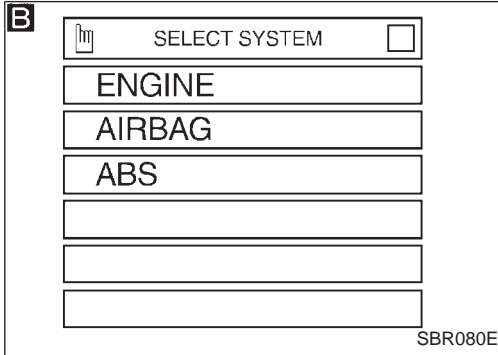 B
SELECT SYSTEM
ENGINE
AIRBAG
ABS
SBR080E